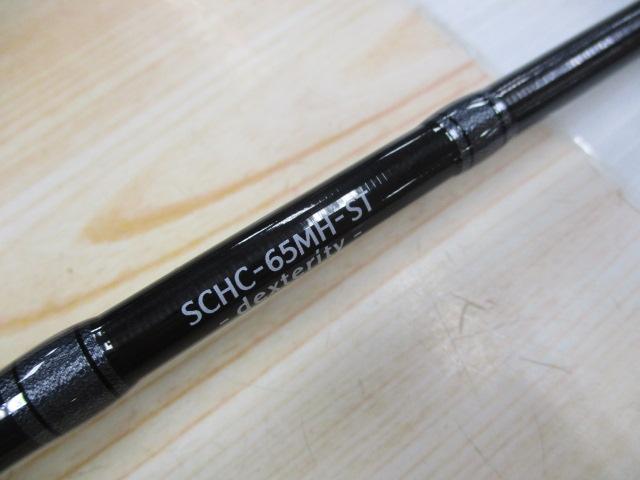 SCHC-65MH-ST
- dexterity -